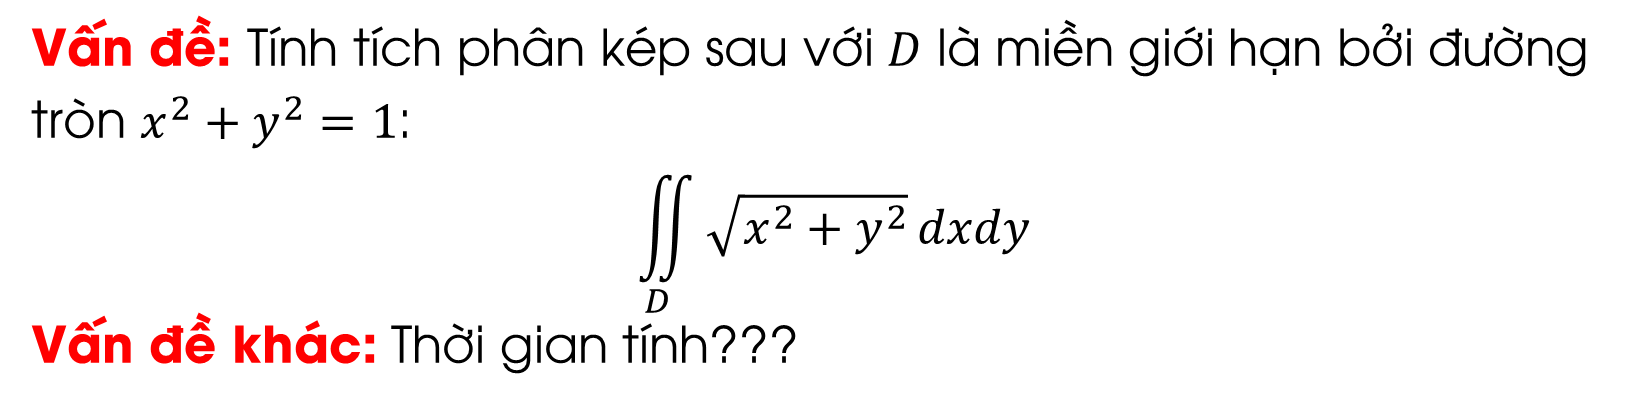 Vấn đề: Tính tích phân kép sau với D là miền giới hạn bởi đường
tròn x² + y² = 1:
∬_D √(x² + y²) dxdy
Vấn đề khác: Thời gian tính???